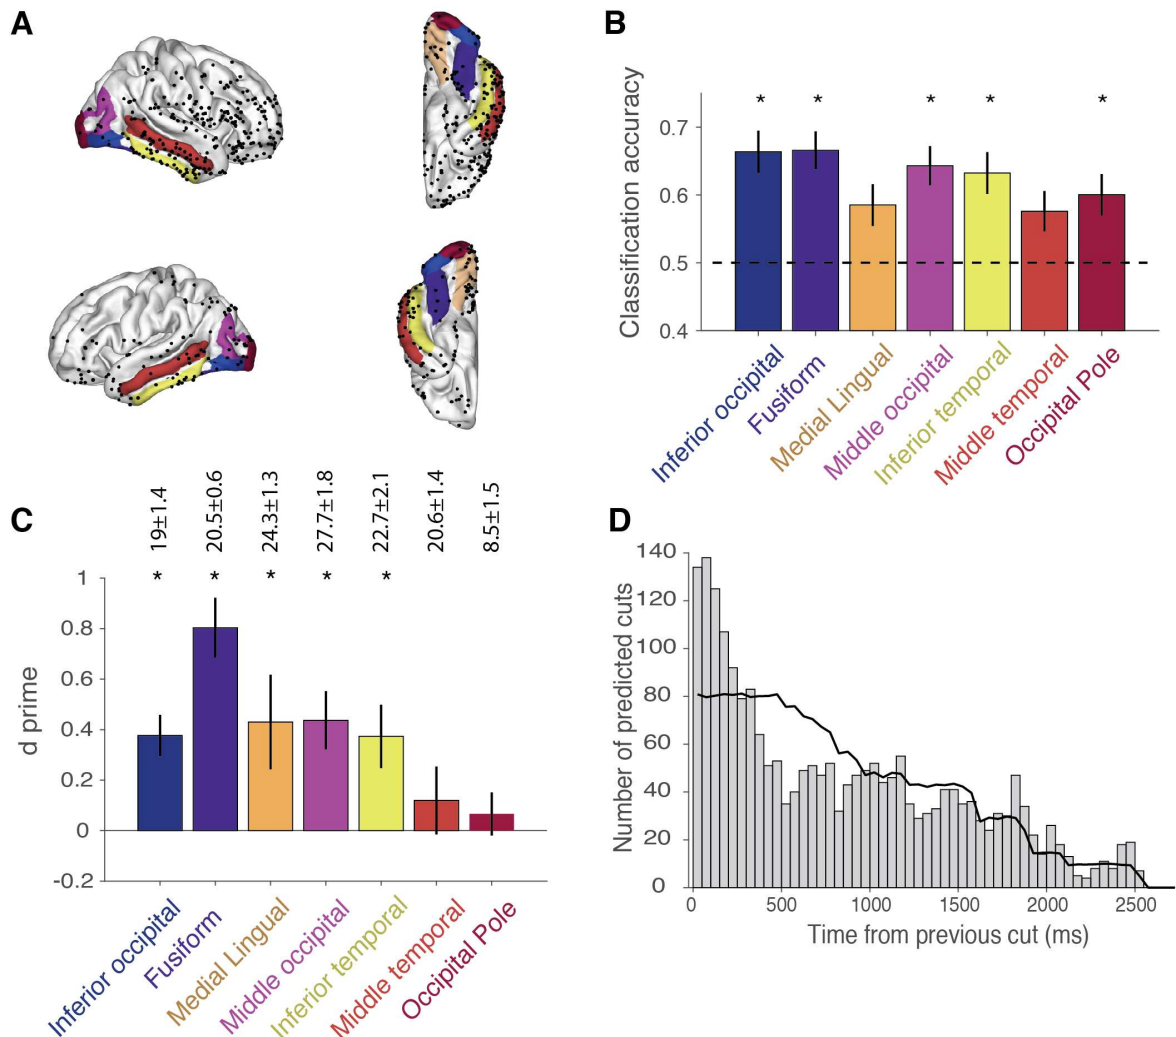 A
B
Classification accuracy
0.7
0.6
0.5
0.4
* * * * *
Inferior occipital
Fusiform
Medial Lingual
Middle occipital
Inferior temporal
Middle temporal
Occipital Pole
C
19±1.4
20.5±0.6
24.3±1.3
27.7±1.8
22.7±2.1
20.6±1.4
8.5±1.5
* * * * *
d prime
1
0.8
0.6
0.4
0.2
0
-0.2
Inferior occipital
Fusiform
Medial Lingual
Middle occipital
Inferior temporal
Middle temporal
Occipital Pole
D
Number of predicted cuts
140
120
100
80
60
40
20
0
0 500 1000 1500 2000 2500
Time from previous cut (ms)